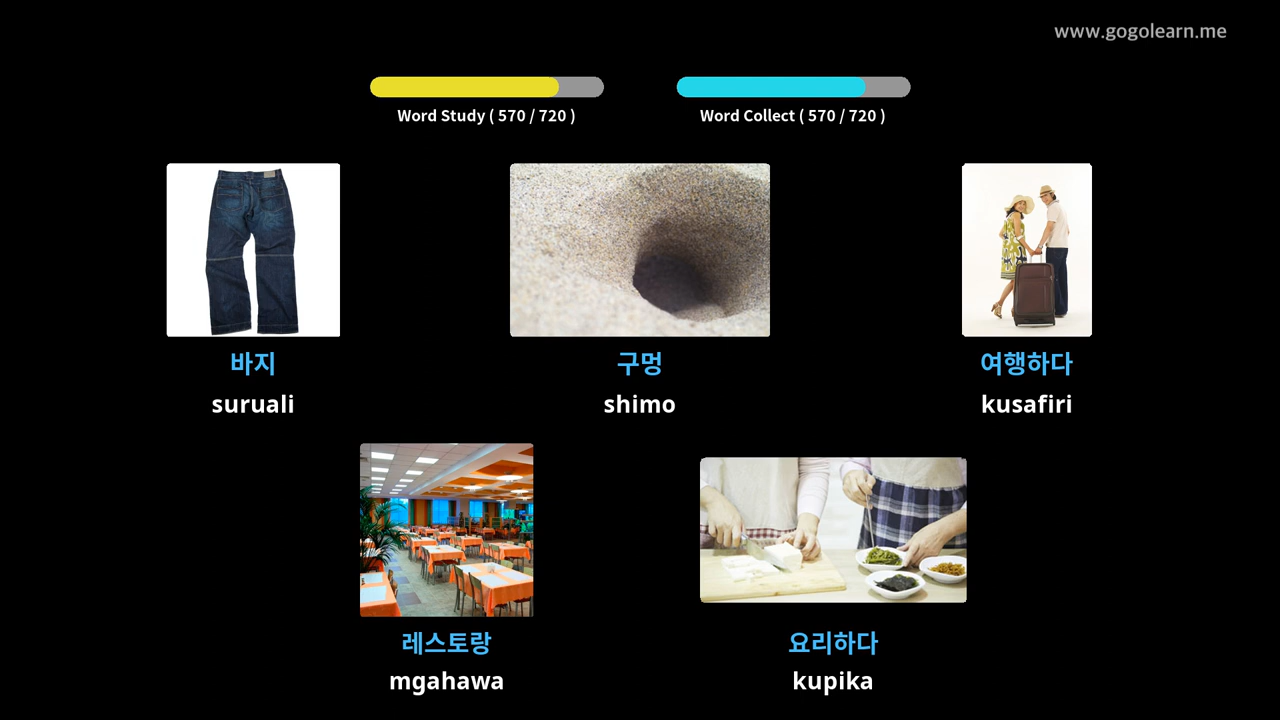 www.gogolearn.me
Word Study ( 570 / 720 )
Word Collect ( 570 / 720 )
바지
suruali
구멍
shimo
여행하다
kusafiri
레스토랑
mgahawa
요리하다
kupika